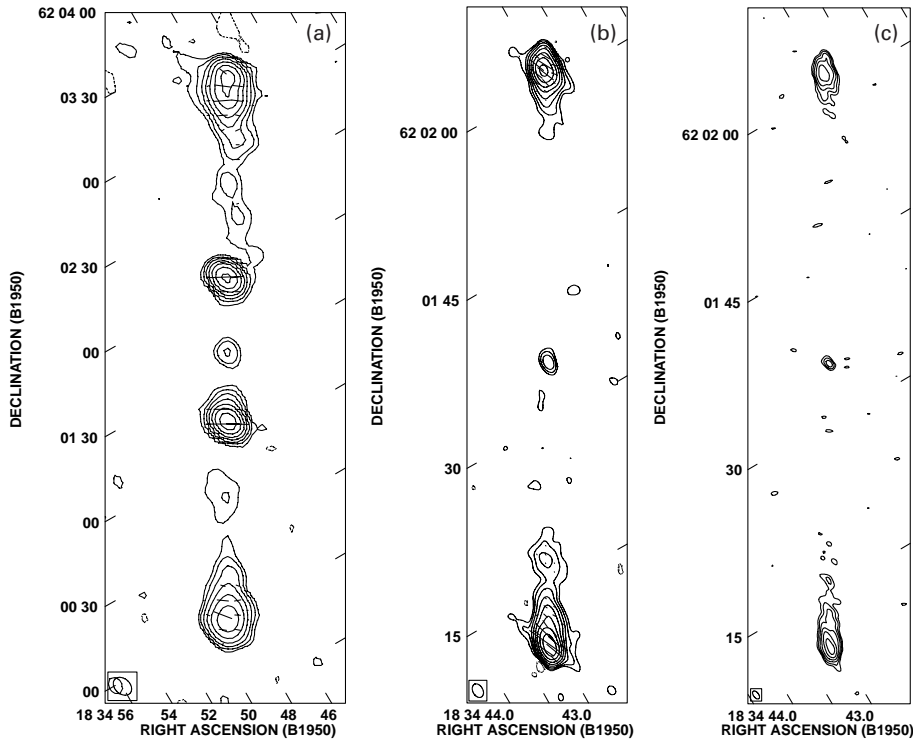 (a)
62 04 00
03 30
00
02 30
00
01 30
00
00 30
00
DECLINATION (B1950)
18 34 56 54 52 50 48 46
RIGHT ASCENSION (B1950)
(b)
62 02 00
01 45
30
15
DECLINATION (B1950)
18 34 44.0 43.0
RIGHT ASCENSION (B1950)
(c)
62 02 00
01 45
30
15
DECLINATION (B1950)
18 34 44.0 43.0
RIGHT ASCENSION (B1950)